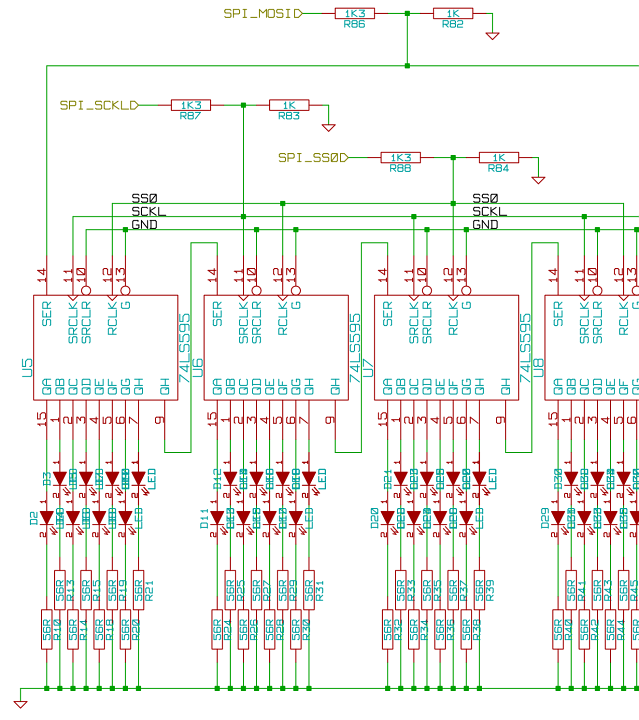 SPI_MOSI
1K3
R86
1K
R82
SPI_SCKL
1K3
R87
1K
R83
SPI_SS0
1K3
R88
1K
R84
SS0
SCKL
GND
SS0
SCKL
GND
14 11 10 12 13
14 11 10 12 13
14 11 10 12 13
14 11 10 12 13
SER SRCLK SRCLR RCLK G
SER SRCLK SRCLR RCLK G
SER SRCLK SRCLR RCLK G
SER SRCLK SRCLR RCLK G
U5 74LS595
U6 74LS595
U7 74LS595
U8
QA QB QC QD QE QF QG QH QH
QA QB QC QD QE QF QG QH QH
QA QB QC QD QE QF QG QH QH
QA QB QC QD QE QF QG
15 1 2 3 4 5 6 7 9
15 1 2 3 4 5 6 7 9
15 1 2 3 4 5 6 7 9
15 1 2 3 4 5 6
D3 LED
D12 LED
D21 LED
D30
D2 LED
D11 LED
D20 LED
D29
56R R13
56R R15
56R R19
56R R21
56R R25
56R R27
56R R29
56R R31
56R R33
56R R35
56R R37
56R R39
56R R41
56R R43
56R R45
56R R10
56R R14
56R R18
56R R20
56R R24
56R R26
56R R28
56R R30
56R R32
56R R34
56R R36
56R R38
56R R40
56R R42
56R R44